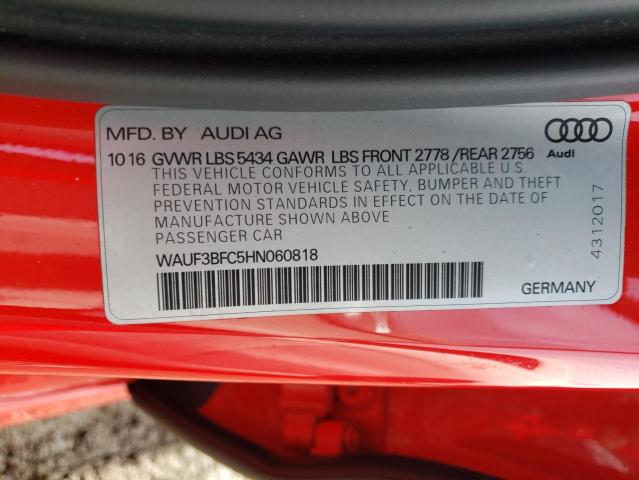 MFD. BY AUDI AG
10 16 GVWR LBS 5434 GAWR LBS FRONT 2778 /REAR 2756
Audi
THIS VEHICLE CONFORMS TO ALL APPLICABLE U.S.
FEDERAL MOTOR VEHICLE SAFETY, BUMPER AND THEFT
PREVENTION STANDARDS IN EFFECT ON THE DATE OF
MANUFACTURE SHOWN ABOVE
PASSENGER CAR
WAUF3BFC5HN060818
GERMANY
4312017